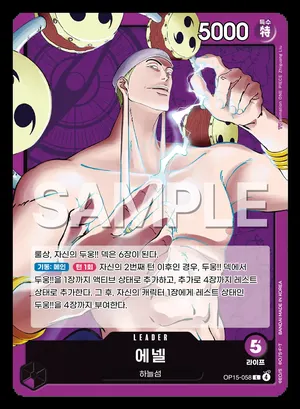 5000
특수
特
SAMPLE
룰상, 자신의 두웅!! 덱은 6장이 된다.
기동: 메인 턴 1회 자신의 2번째 턴 이후인 경우, 두웅!! 덱에서
두웅!!을 1장까지 액티브 상태로 추가하고, 추가로 4장까지 레스트
상태로 추가한다. 그 후, 자신의 캐릭터 1장에게 레스트 상태인
두웅!!을 4장까지 부여한다.
LEADER
에넬
하늘섬
5
라이프
OP15-058 L